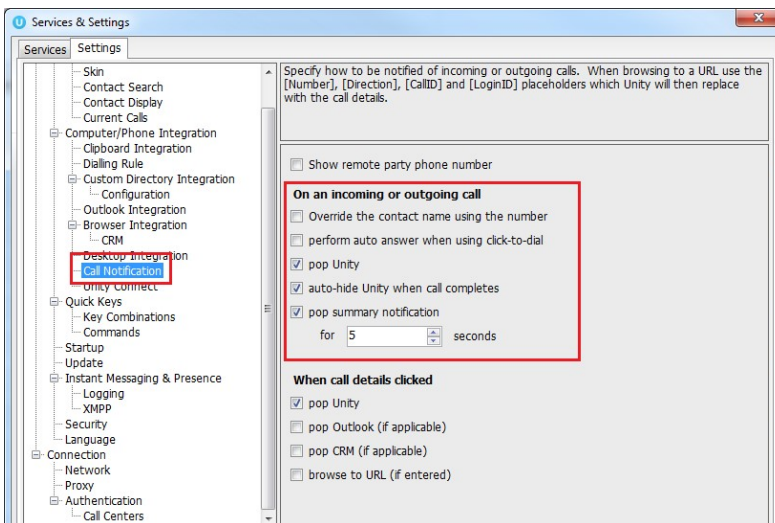 Services & Settings
Services Settings
Skin
Contact Search
Contact Display
Current Calls
Computer/Phone Integration
Clipboard Integration
Dialling Rule
Custom Directory Integration
Configuration
Outlook Integration
Browser Integration
CRM
Desktop Integration
Call Notification
Unity Connect
Quick Keys
Key Combinations
Commands
Startup
Update
Instant Messaging & Presence
Logging
XMPP
Security
Language
Connection
Network
Proxy
Authentication
Call Centers
Specify how to be notified of incoming or outgoing calls. When browsing to a URL use the
[Number], [Direction], [CallID] and [LoginID] placeholders which Unity will then replace
with the call details.
Show remote party phone number
On an incoming or outgoing call
Override the contact name using the number
perform auto answer when using click-to-dial
pop Unity
auto-hide Unity when call completes
pop summary notification
for 5 seconds
When call details clicked
pop Unity
pop Outlook (if applicable)
pop CRM (if applicable)
browse to URL (if entered)